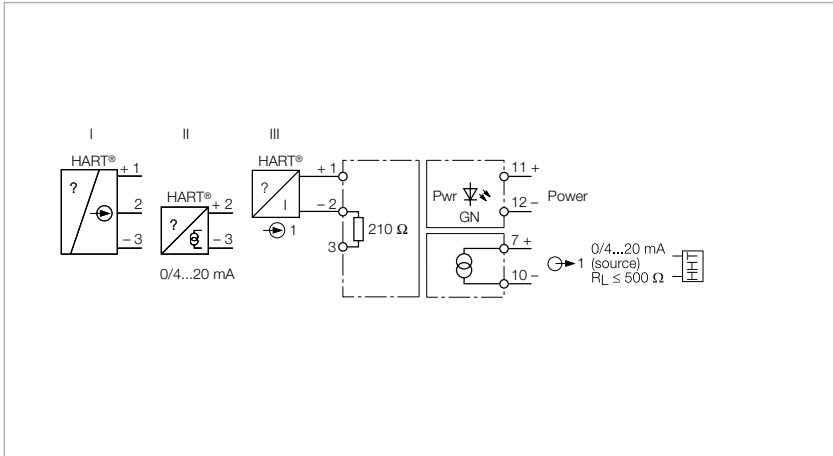 I II III
HART®
?
+ 1
2
− 3
HART®
?
+ 2
− 3
0/4...20 mA
HART®
?
I
1
+ 1
− 2
3
210 Ω
Pwr
GN
11 +
12 −
Power
7 +
10 −
1
0/4...20 mA
(source)
RL ≤ 500 Ω
HHT